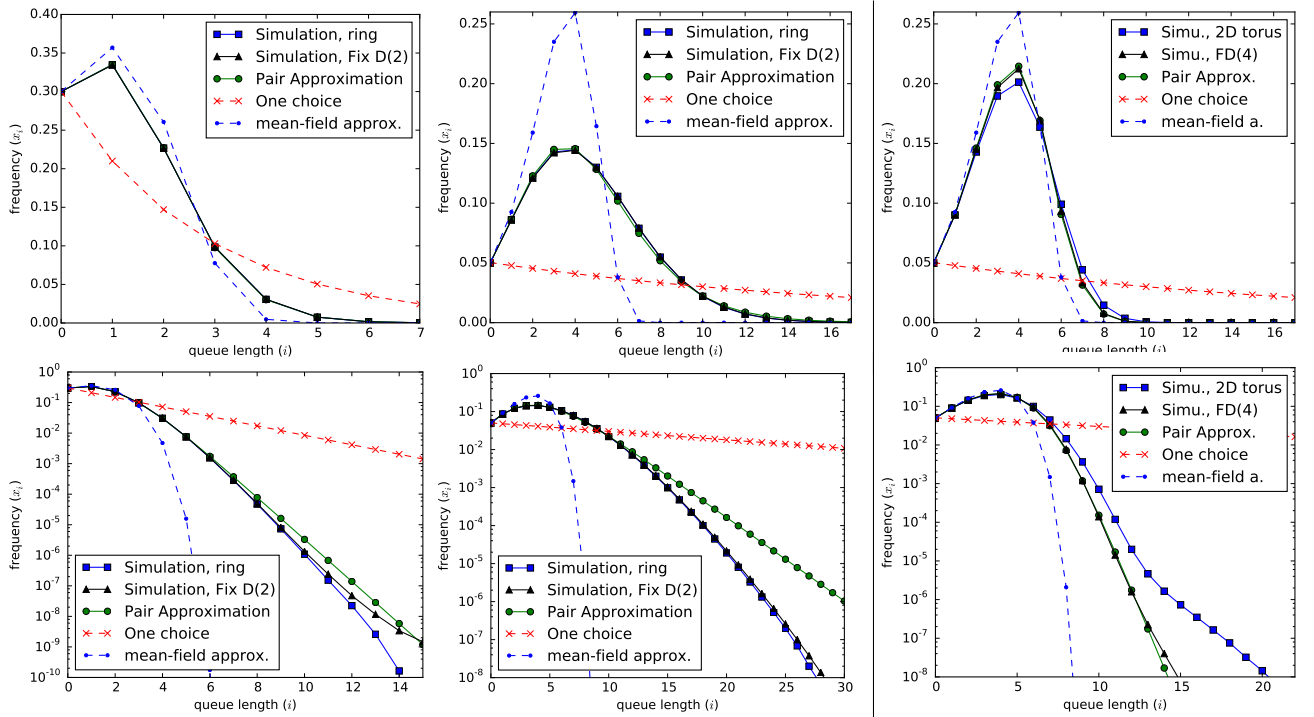 0.40
0.35
0.30
0.25
0.20
0.15
0.10
0.05
0.00
frequency (x_i)
0 1 2 3 4 5 6 7
queue length (i)
Simulation, ring
Simulation, Fix D(2)
Pair Approximation
One choice
mean-field approx.
0.25
0.20
0.15
0.10
0.05
0.00
frequency (x_i)
0 2 4 6 8 10 12 14 16
queue length (i)
Simulation, ring
Simulation, Fix D(2)
Pair Approximation
One choice
mean-field approx.
0.25
0.20
0.15
0.10
0.05
0.00
frequency (x_i)
0 2 4 6 8 10 12 14 16
queue length (i)
Simu., 2D torus
Simu., FD(4)
Pair Approx.
One choice
mean-field a.
10^0
10^-1
10^-2
10^-3
10^-4
10^-5
10^-6
10^-7
10^-8
10^-9
10^-10
frequency (x_i)
0 2 4 6 8 10 12 14
queue length (i)
Simulation, ring
Simulation, Fix D(2)
Pair Approximation
One choice
mean-field approx.
10^0
10^-1
10^-2
10^-3
10^-4
10^-5
10^-6
10^-7
10^-8
frequency (x_i)
0 5 10 15 20 25 30
queue length (i)
Simulation, ring
Simulation, Fix D(2)
Pair Approximation
One choice
mean-field approx.
10^0
10^-1
10^-2
10^-3
10^-4
10^-5
10^-6
10^-7
10^-8
frequency (x_i)
0 5 10 15 20
queue length (i)
Simu., 2D torus
Simu., FD(4)
Pair Approx.
One choice
mean-field a.